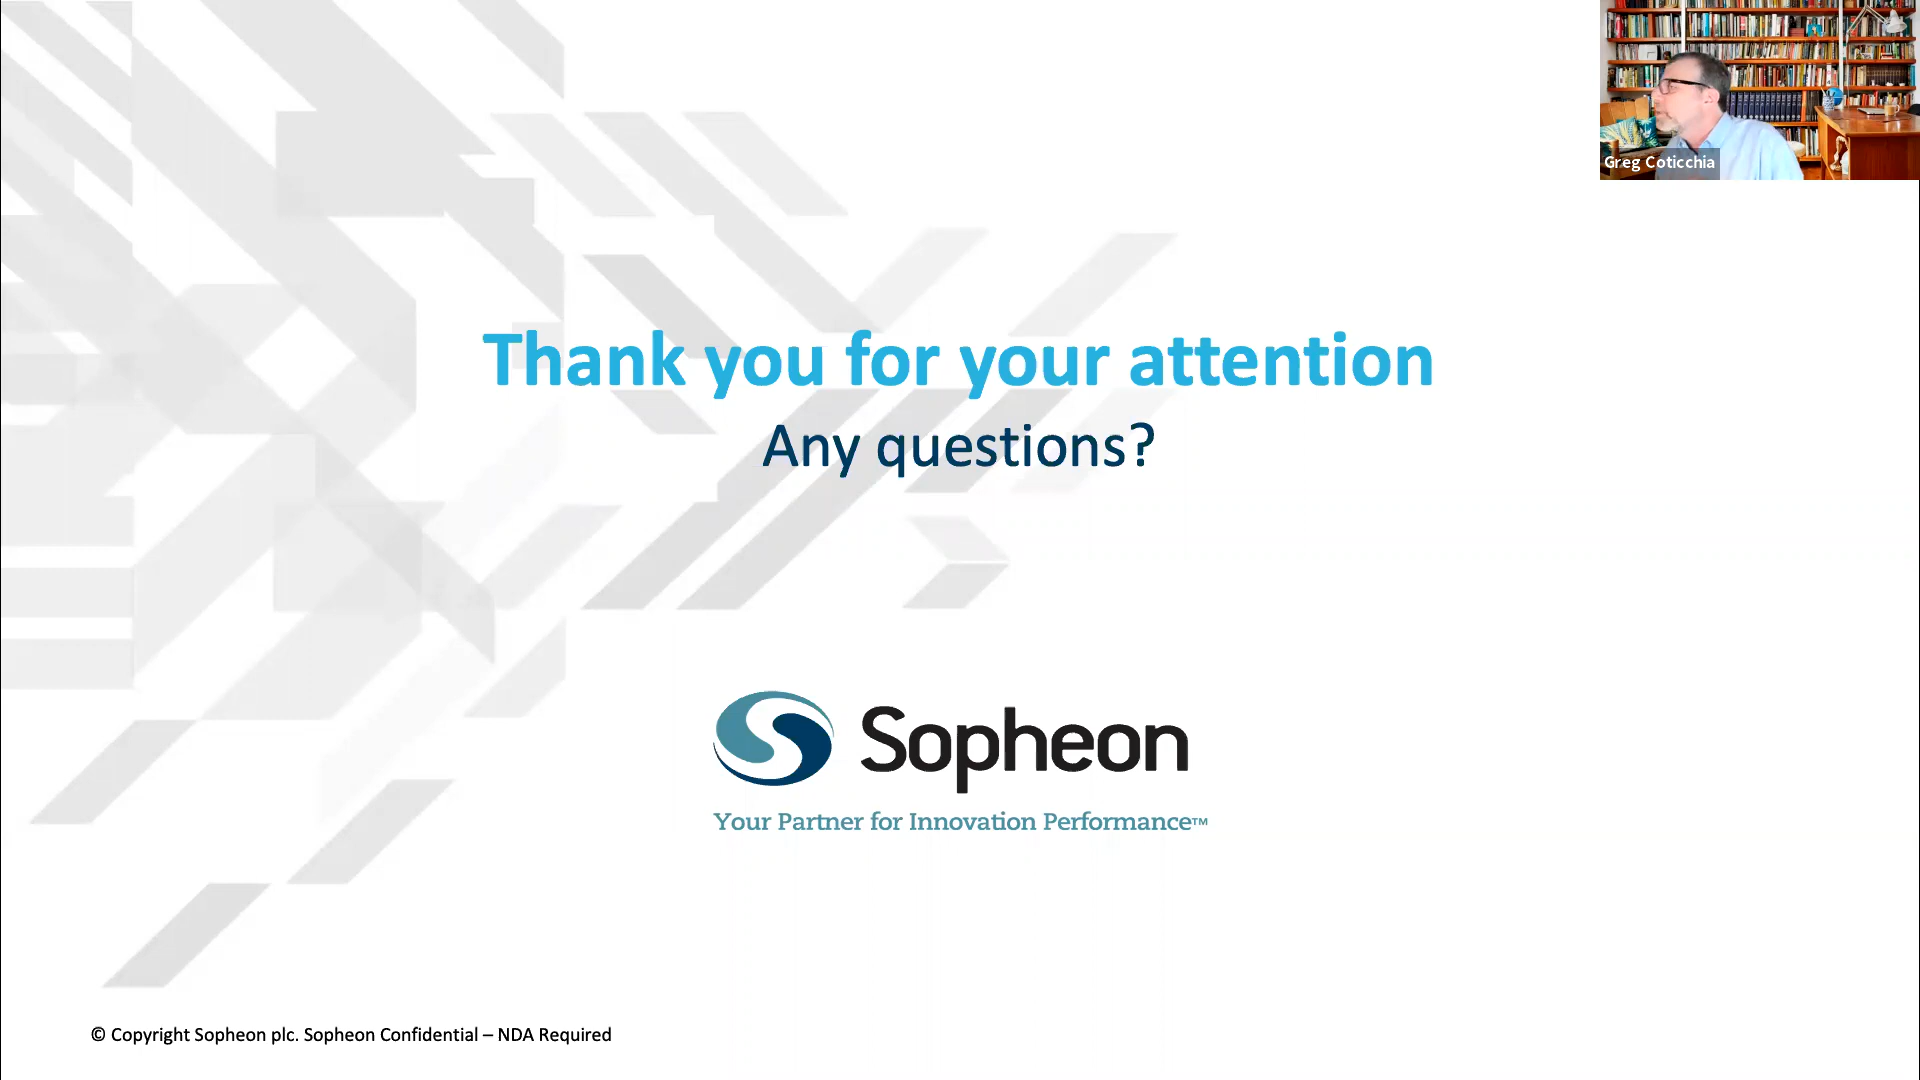 Greg Coticchia
Thank you for your attention
Any questions?
Sopheon
Your Partner for Innovation Performance™
© Copyright Sopheon plc. Sopheon Confidential – NDA Required